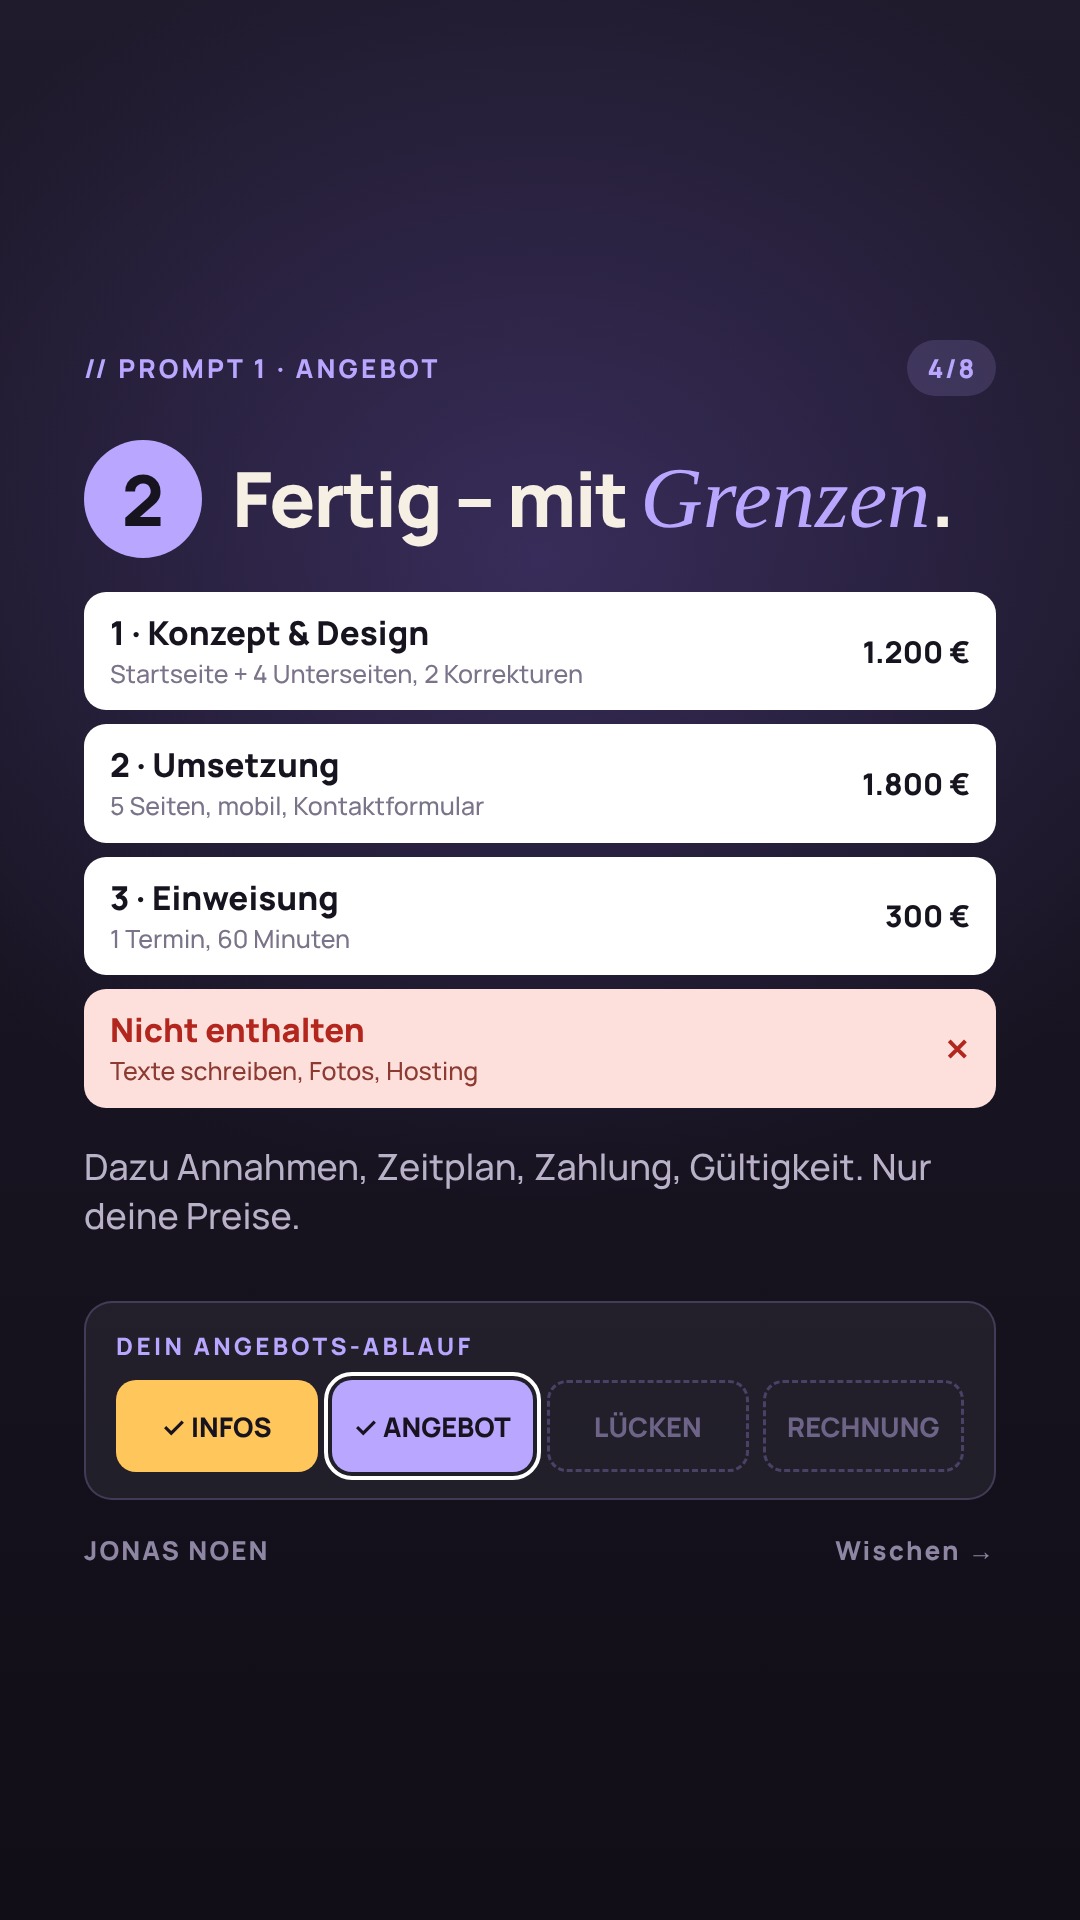 // PROMPT 1 · ANGEBOT
4/8
2 Fertig – mit Grenzen.
1 · Konzept & Design
Startseite + 4 Unterseiten, 2 Korrekturen
1.200 €
2 · Umsetzung
5 Seiten, mobil, Kontaktformular
1.800 €
3 · Einweisung
1 Termin, 60 Minuten
300 €
Nicht enthalten
Texte schreiben, Fotos, Hosting
✕
Dazu Annahmen, Zeitplan, Zahlung, Gültigkeit. Nur
deine Preise.
DEIN ANGEBOTS-ABLAUF
✓ INFOS
✓ ANGEBOT
LÜCKEN
RECHNUNG
JONAS NOEN
Wischen →